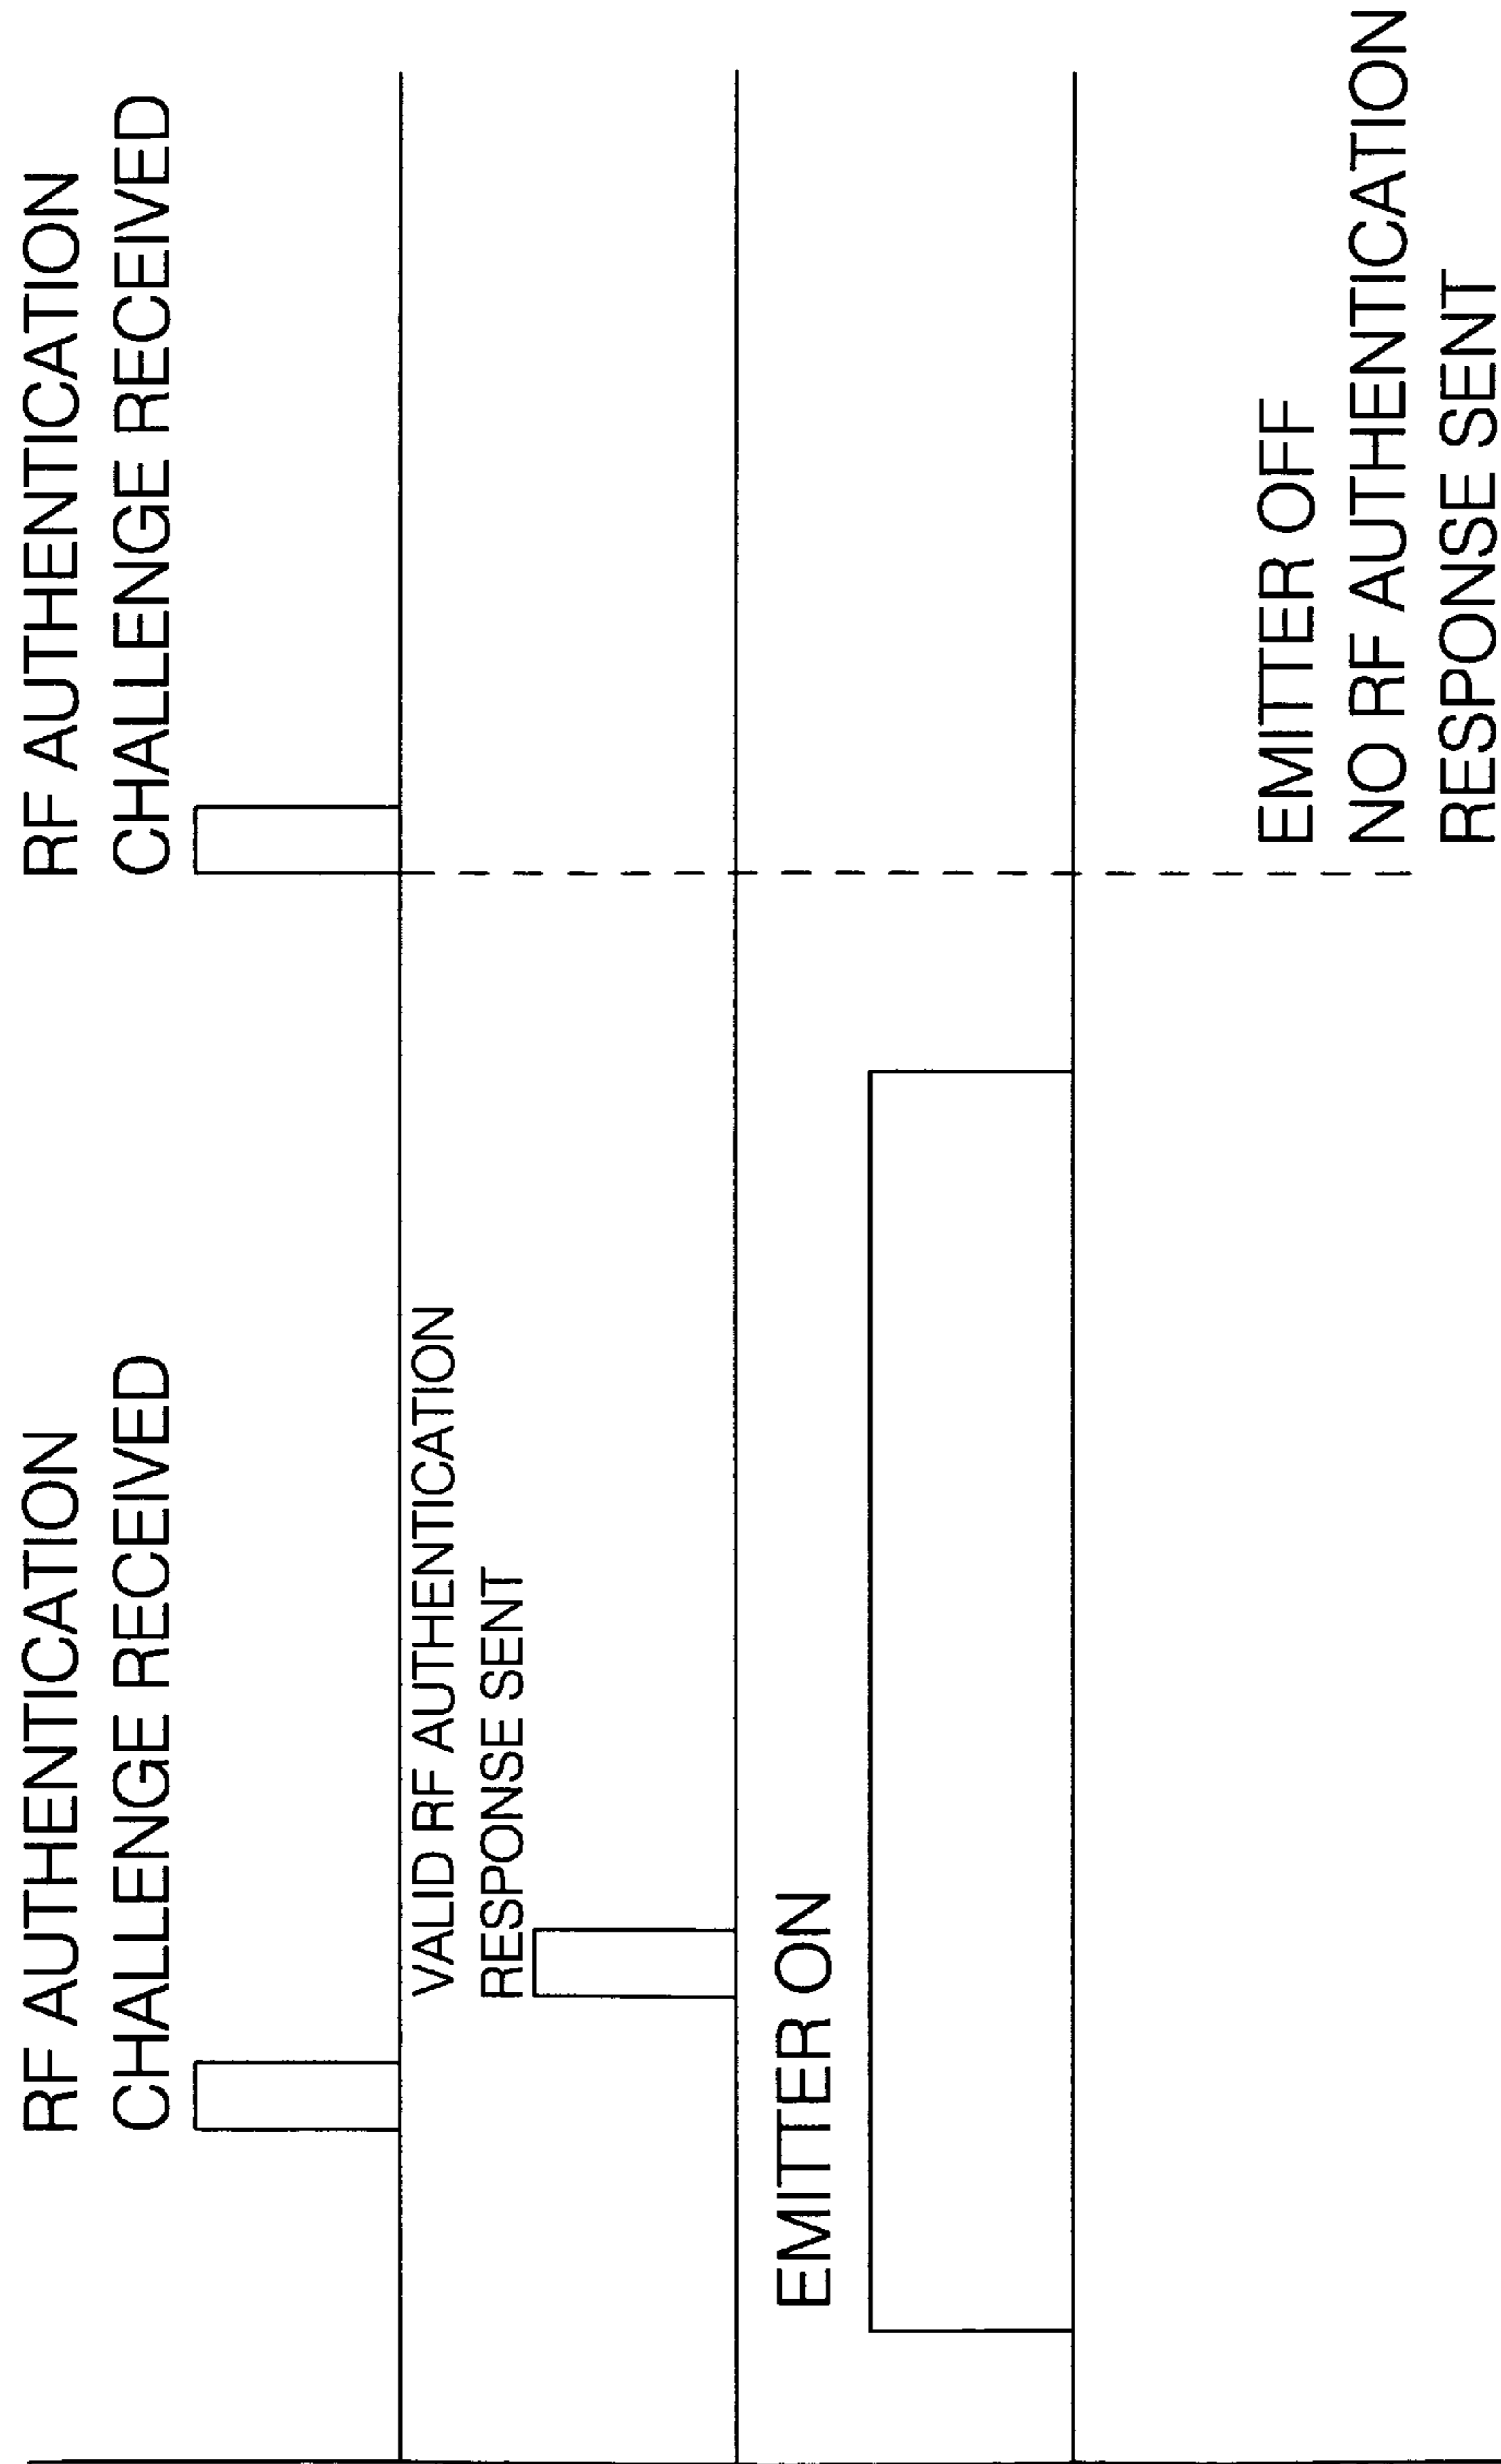 RF AUTHENTICATION
CHALLENGE RECEIVED
RF AUTHENTICATION
CHALLENGE RECEIVED
VALID RF AUTHENTICATION
RESPONSE SENT
EMITTER ON
EMITTER OFF
NO RF AUTHENTICATION
RESPONSE SENT